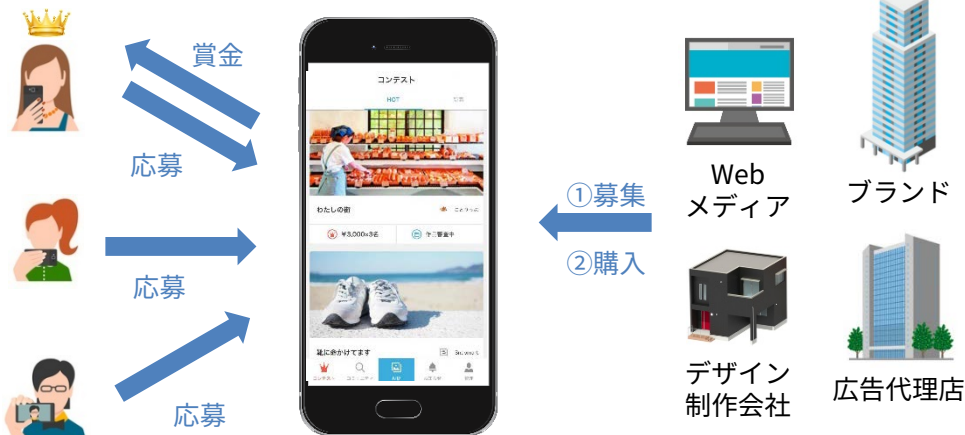 賞金
応募
応募
応募
コンテスト
HOT
わたしの街
¥3,000×3名
靴に命かけてます
①募集
②購入
Web
メディア
ブランド
デザイン
制作会社
広告代理店